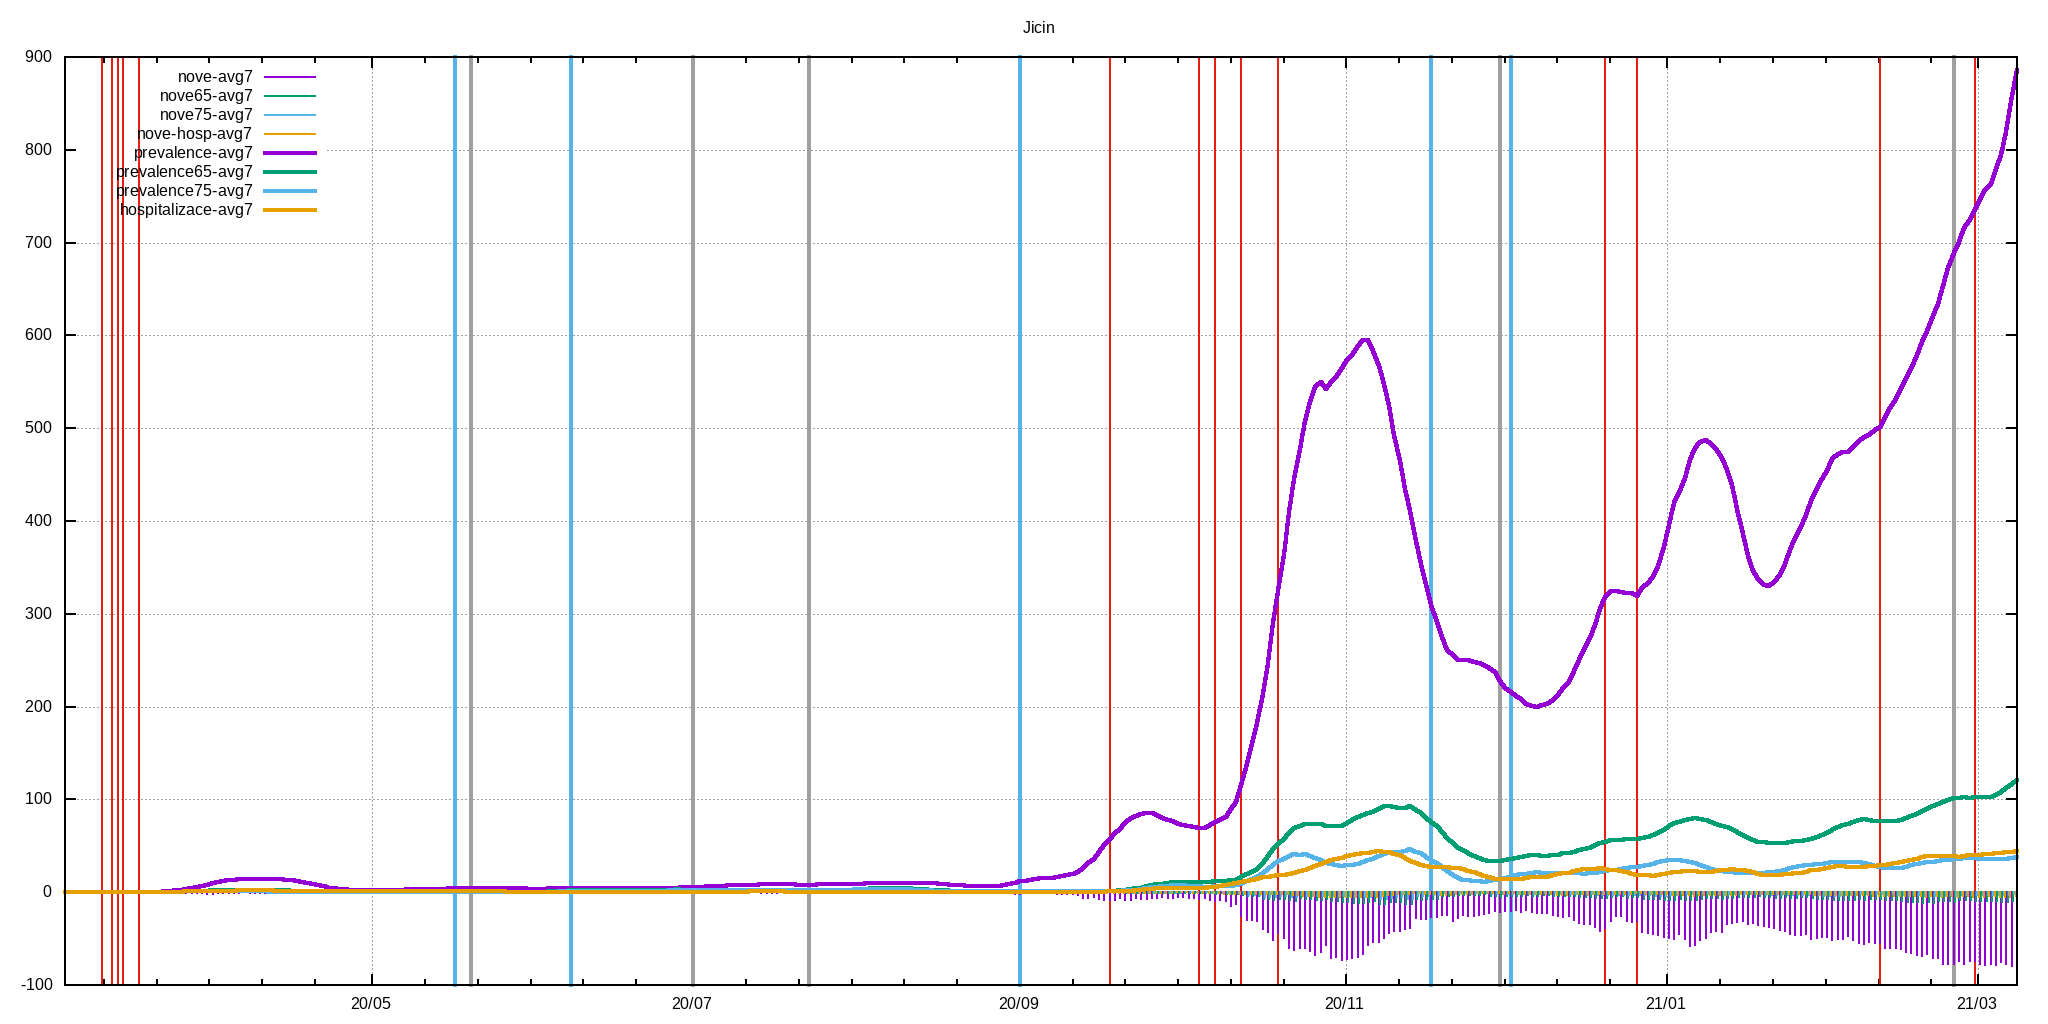 Jicin
900
800
700
600
500
400
300
200
100
0
-100
nove-avg7
nove65-avg7
nove75-avg7
nove-hosp-avg7
prevalence-avg7
prevalence65-avg7
prevalence75-avg7
hospitalizace-avg7
20/05
20/07
20/09
20/11
21/01
21/03